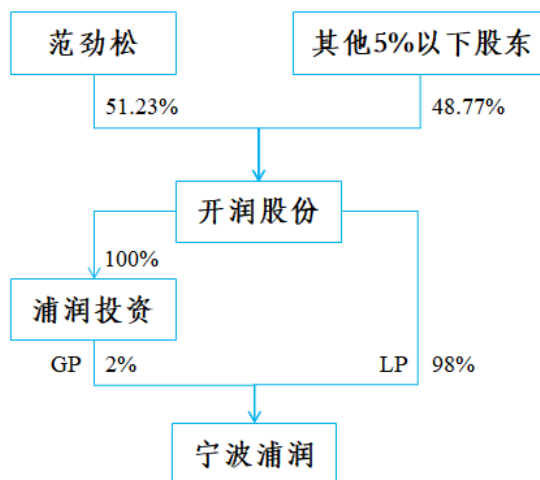 范劲松
其他5%以下股东
51.23%
48.77%
开润股份
100%
浦润投资
GP
2%
LP
98%
宁波浦润